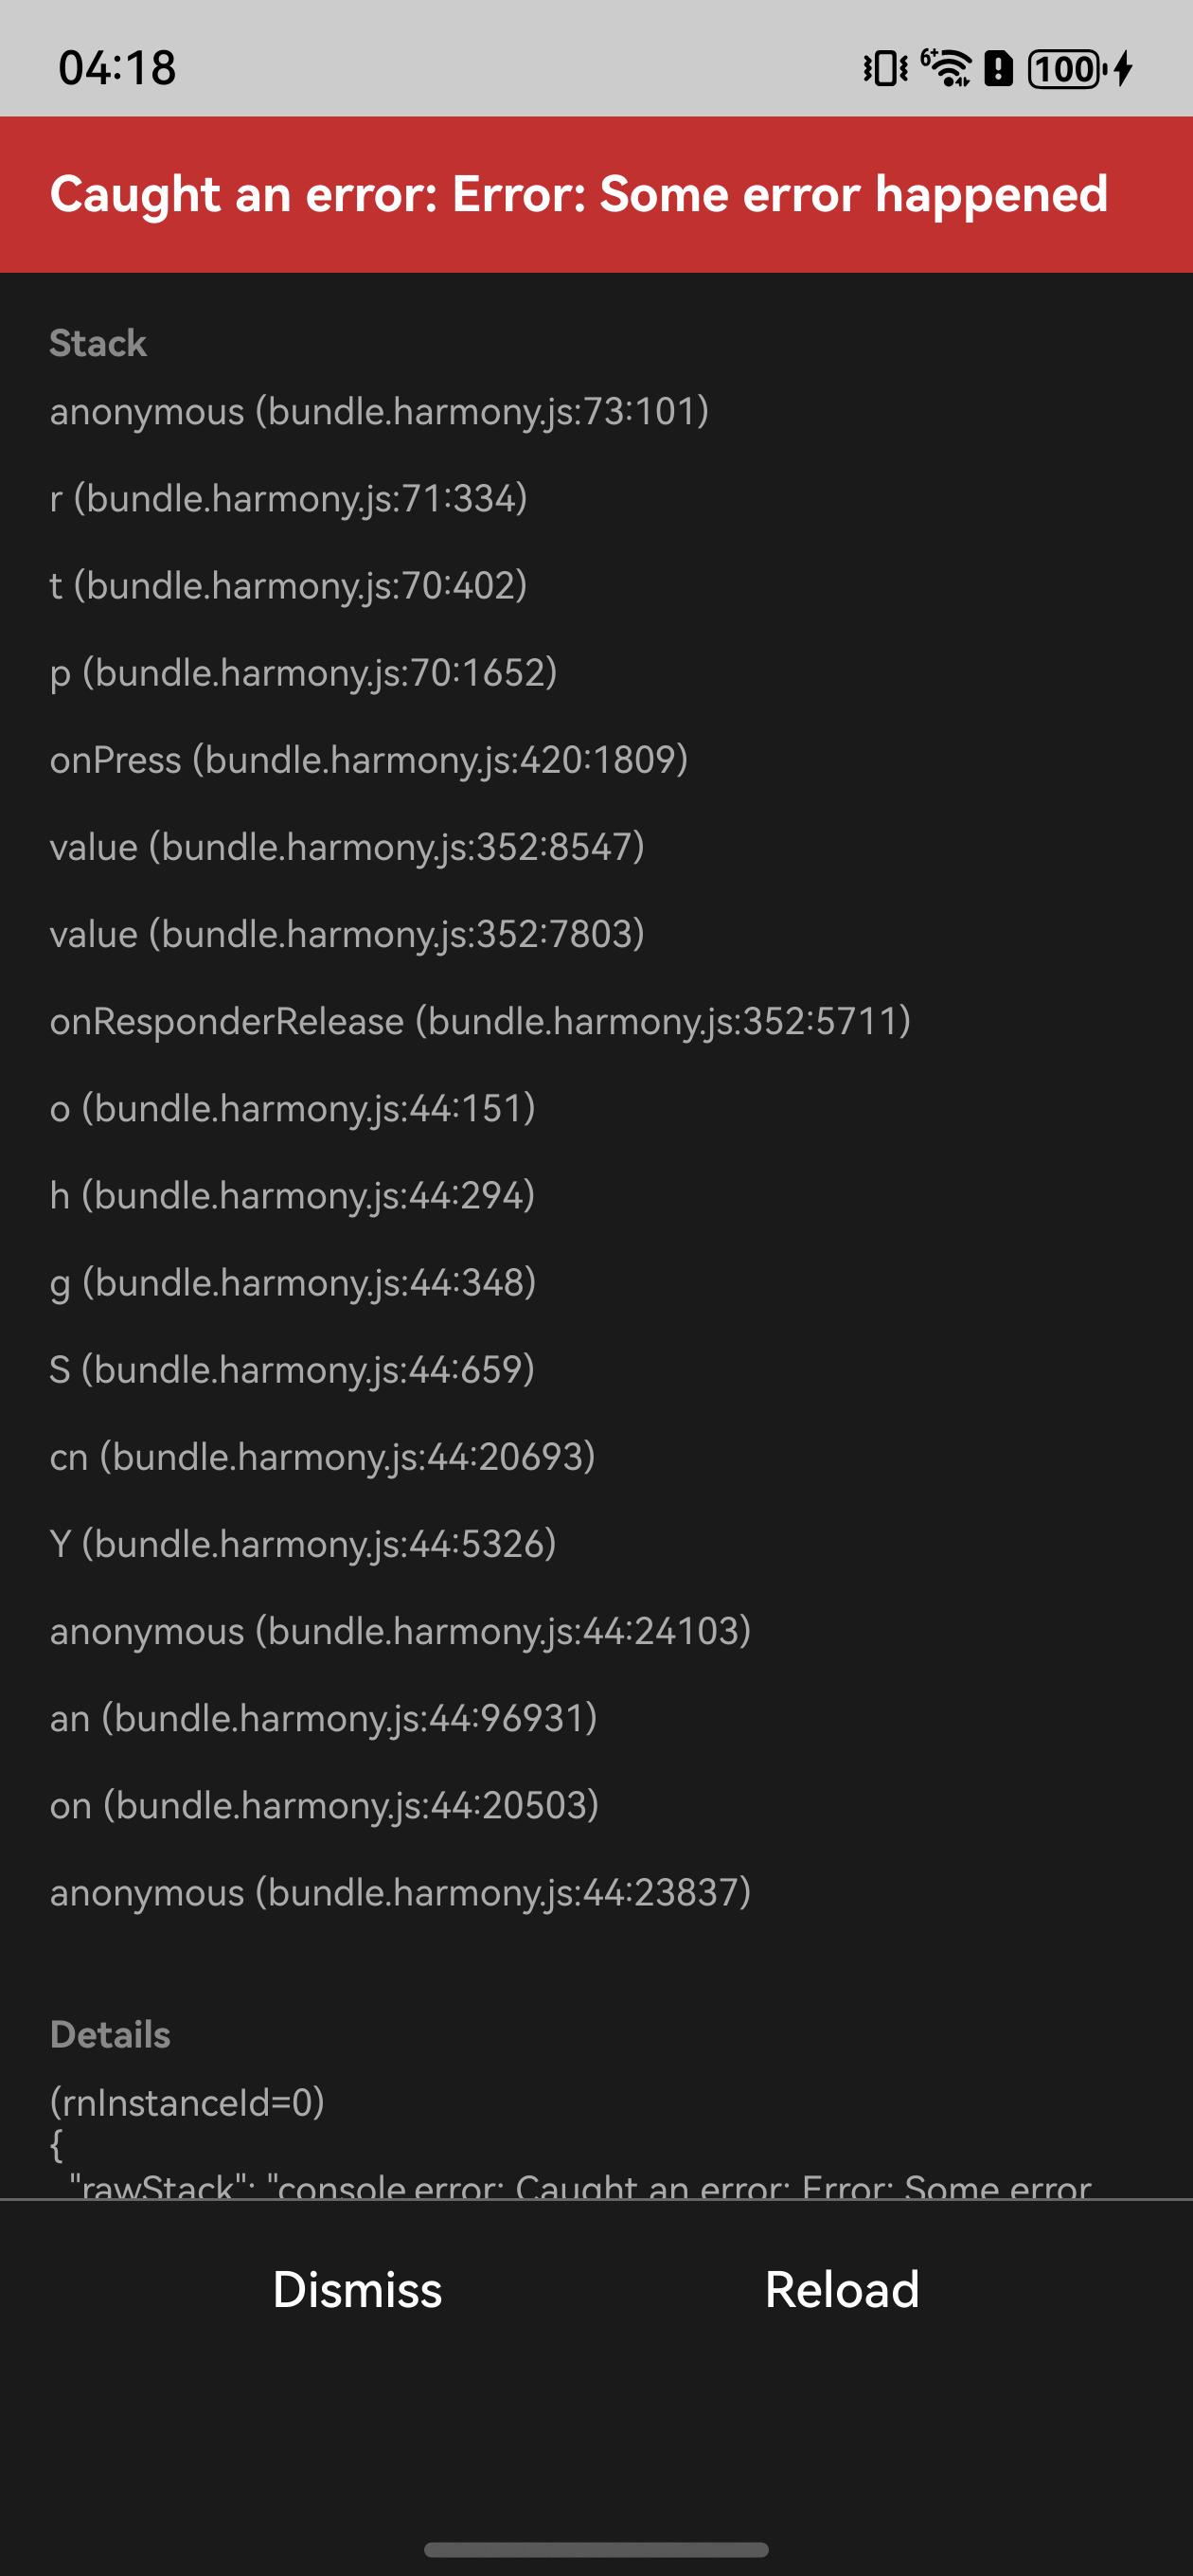 04:18
6+
100
Caught an error: Error: Some error happened
Stack
anonymous (bundle.harmony.js:73:101)
r (bundle.harmony.js:71:334)
t (bundle.harmony.js:70:402)
p (bundle.harmony.js:70:1652)
onPress (bundle.harmony.js:420:1809)
value (bundle.harmony.js:352:8547)
value (bundle.harmony.js:352:7803)
onResponderRelease (bundle.harmony.js:352:5711)
o (bundle.harmony.js:44:151)
h (bundle.harmony.js:44:294)
g (bundle.harmony.js:44:348)
S (bundle.harmony.js:44:659)
cn (bundle.harmony.js:44:20693)
Y (bundle.harmony.js:44:5326)
anonymous (bundle.harmony.js:44:24103)
an (bundle.harmony.js:44:96931)
on (bundle.harmony.js:44:20503)
anonymous (bundle.harmony.js:44:23837)
Details
(rnInstanceId=0)
{
"rawStack": "console.error: Caught an error: Error: Some error
Dismiss
Reload